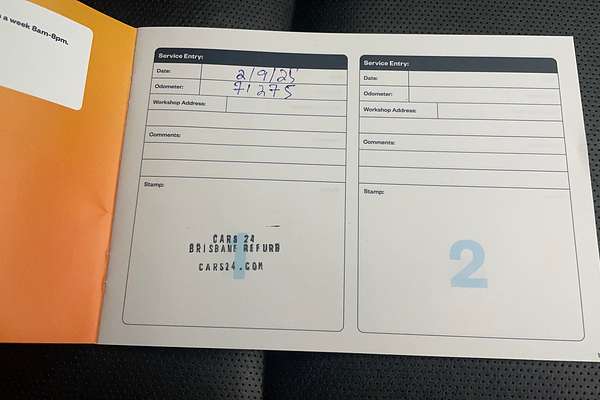 a week 8am-8pm.
Service Entry:
Date: 2/9/25
Odometer: 71275
Workshop Address:
Comments:
Stamp:
1
CARS 24
BRISBANE REFURB
CARS24.COM
Service Entry:
Date:
Odometer:
Workshop Address:
Comments:
Stamp:
2